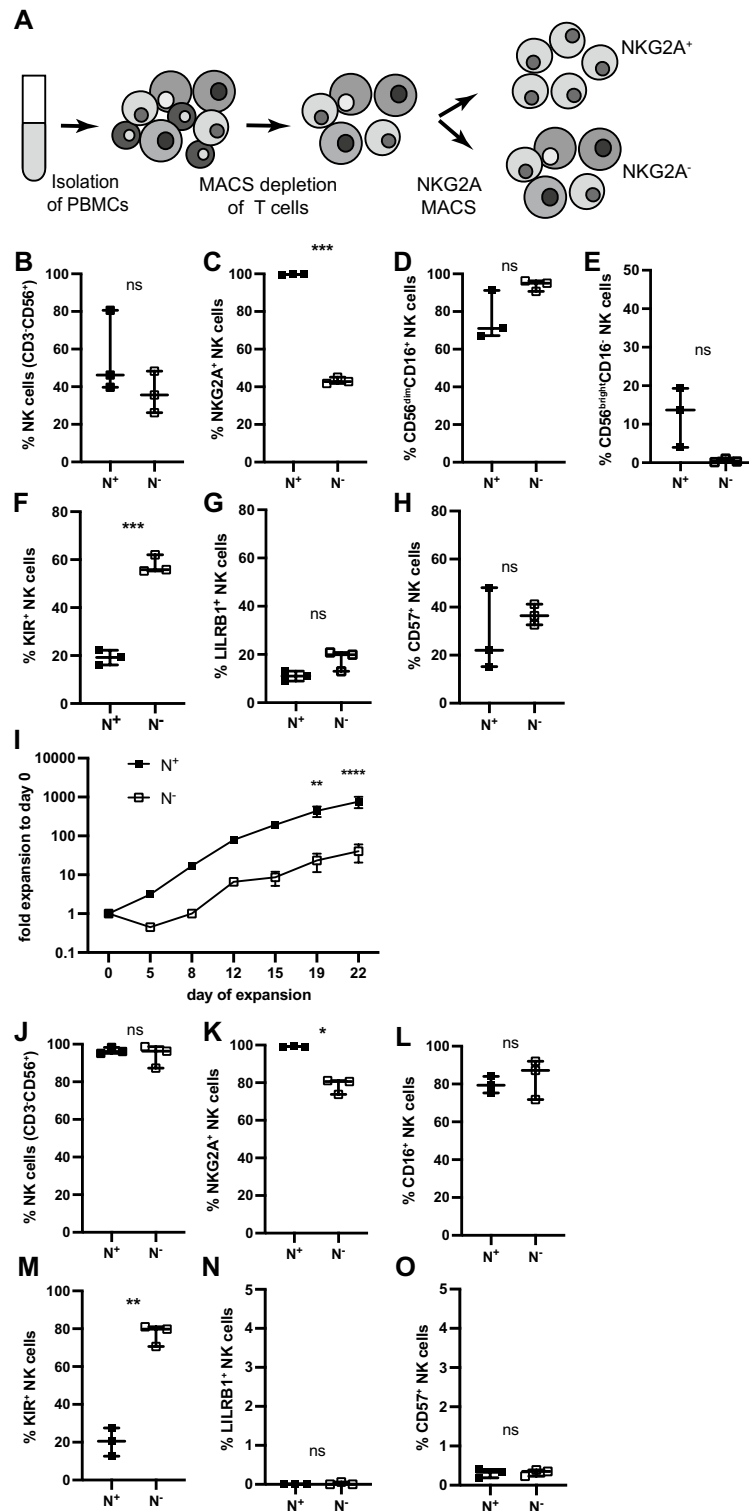 A
NKG2A⁺
NKG2A⁻
Isolation
of PBMCs
MACS depletion
of T cells
NKG2A
MACS
B
% NK cells (CD3⁻CD56⁺)
100
80
60
40
20
0
ns
N⁺
N⁻
C
% NKG2A⁺ NK cells
100
80
60
40
20
0
***
N⁺
N⁻
D
% CD56ᵈⁱᵐCD16⁺ NK cells
100
80
60
40
20
0
ns
N⁺
N⁻
E
% CD56ᵇʳⁱᵍʰᵗCD16⁻ NK cells
50
40
30
20
10
0
ns
N⁺
N⁻
F
% KIR⁺ NK cells
80
60
40
20
0
***
N⁺
N⁻
G
% LILRB1⁺ NK cells
80
60
40
20
0
ns
N⁺
N⁻
H
% CD57⁺ NK cells
80
60
40
20
0
ns
N⁺
N⁻
I
fold expansion to day 0
10000
1000
100
10
1
0.1
N⁺
N⁻
**
****
0 5 8 12 15 19 22
day of expansion
J
% NK cells (CD3⁻CD56⁺)
100
80
60
40
20
0
ns
N⁺
N⁻
K
% NKG2A⁺ NK cells
100
80
60
40
20
0
*
N⁺
N⁻
L
% CD16⁺ NK cells
100
80
60
40
20
0
ns
N⁺
N⁻
M
% KIR⁺ NK cells
100
80
60
40
20
0
**
N⁺
N⁻
N
% LILRB1⁺ NK cells
5
4
3
2
1
0
ns
N⁺
N⁻
O
% CD57⁺ NK cells
5
4
3
2
1
0
ns
N⁺
N⁻